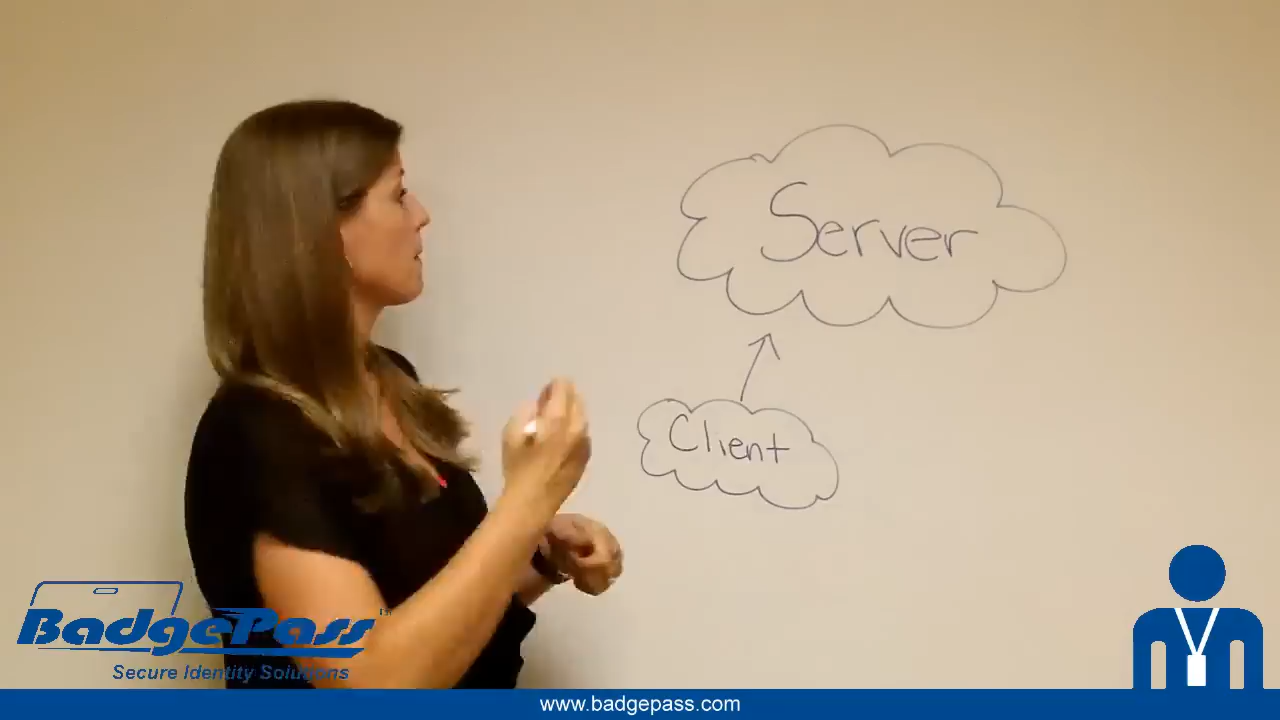 Server
Client
BadgePass
Secure Identity Solutions
www.badgepass.com